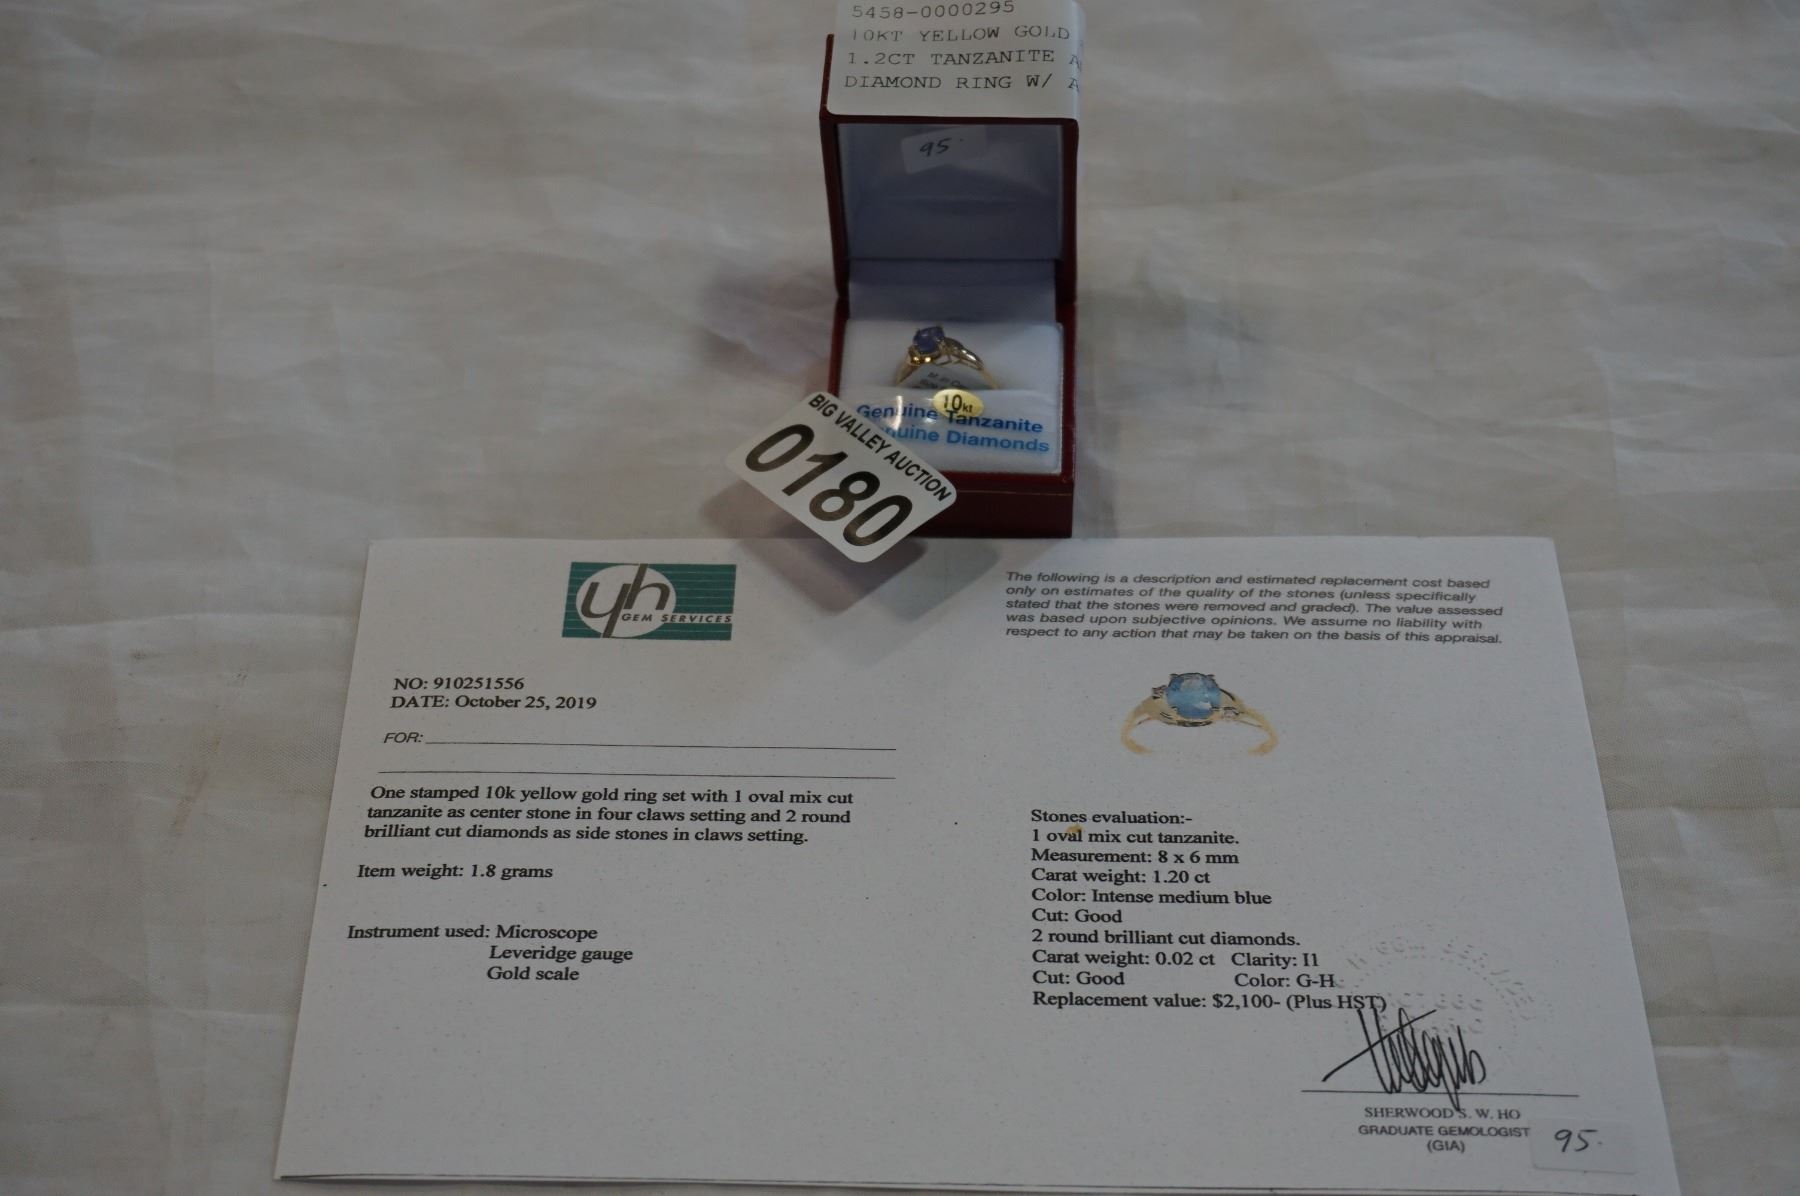 5458-0000295
10KT YELLOW GOLD
1.2CT TANZANITE
DIAMOND RING W/
95.
10kt
Genuine Tanzanite
Genuine Diamonds
BIG VALLEY AUCTION
0180
yh
GEM SERVICES
NO: 910251556
DATE: October 25, 2019
FOR:
One stamped 10k yellow gold ring set with 1 oval mix cut
tanzanite as center stone in four claws setting and 2 round
brilliant cut diamonds as side stones in claws setting.
Item weight: 1.8 grams
Instrument used: Microscope
Leveridge gauge
Gold scale
The following is a description and estimated replacement cost based
only on estimates of the quality of the stones (unless specifically
stated that the stones were removed and graded). The value assessed
was based upon subjective opinions. We assume no liability with
respect to any action that may be taken on the basis of this appraisal.
Stones evaluation:-
1 oval mix cut tanzanite.
Measurement: 8 x 6 mm
Carat weight: 1.20 ct
Color: Intense medium blue
Cut: Good
2 round brilliant cut diamonds.
Carat weight: 0.02 ct Clarity: I1
Cut: Good Color: G-H
Replacement value: $2,100- (Plus HST)
SHERWOOD S. W. HO
GRADUATE GEMOLOGIST
(GIA)
95.